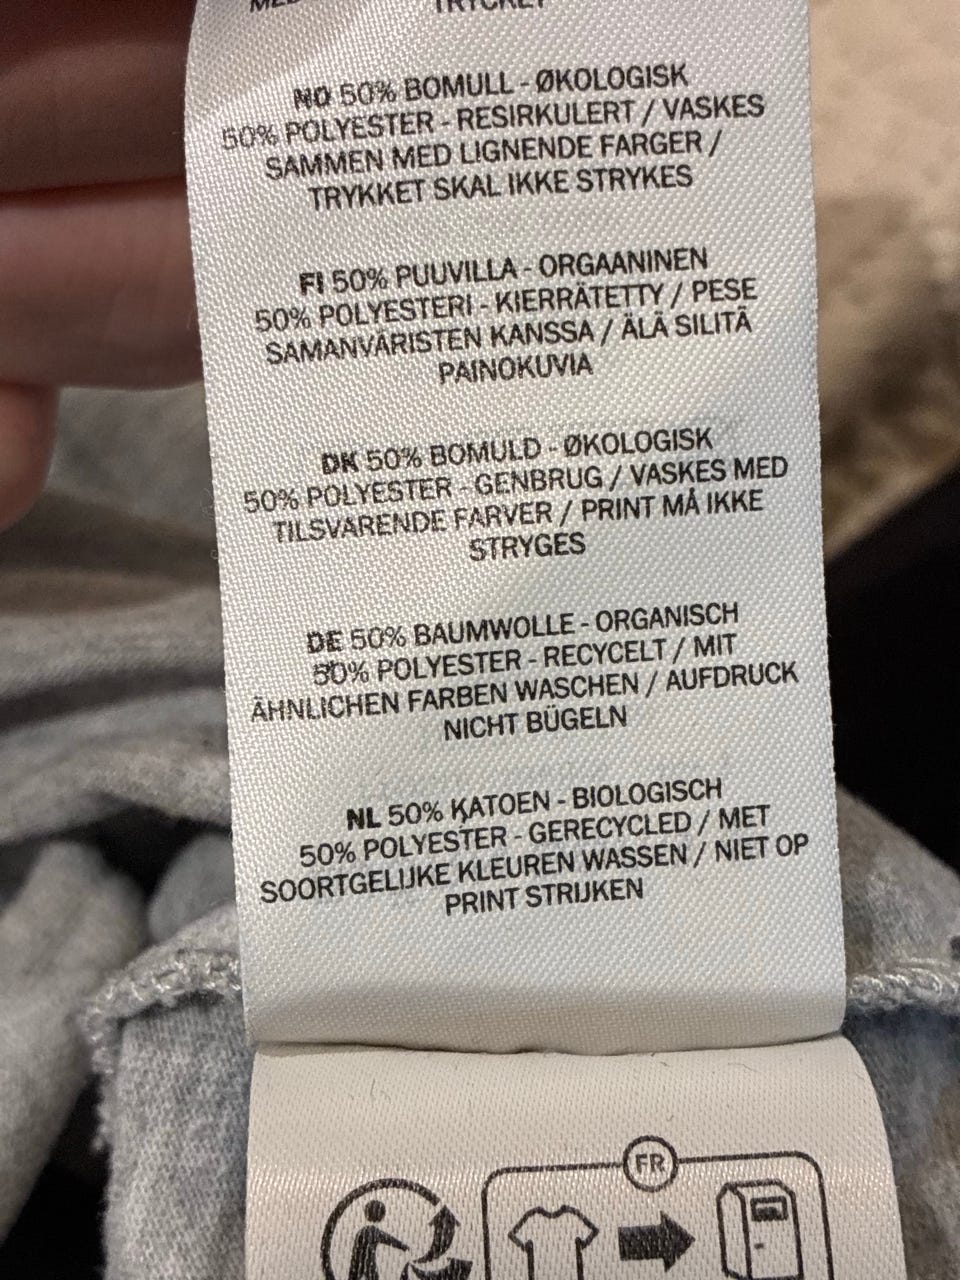 TRYCKET
NO 50% BOMULL - ØKOLOGISK
50% POLYESTER - RESIRKULERT / VASKES
SAMMEN MED LIGNENDE FARGER /
TRYKKET SKAL IKKE STRYKES
FI 50% PUUVILLA - ORGAANINEN
50% POLYESTERI - KIERRÄTETTY / PESE
SAMANVÄRISTEN KANSSA / ÄLÄ SILITÄ
PAINOKUVIA
DK 50% BOMULD - ØKOLOGISK
50% POLYESTER - GENBRUG / VASKES MED
TILSVARENDE FARVER / PRINT MÅ IKKE
STRYGES
DE 50% BAUMWOLLE - ORGANISCH
50% POLYESTER - RECYCELT / MIT
ÄHNLICHEN FARBEN WASCHEN / AUFDRUCK
NICHT BÜGELN
NL 50% KATOEN - BIOLOGISCH
50% POLYESTER - GERECYCLED / MET
SOORTGELIJKE KLEUREN WASSEN / NIET OP
PRINT STRIJKEN
FR